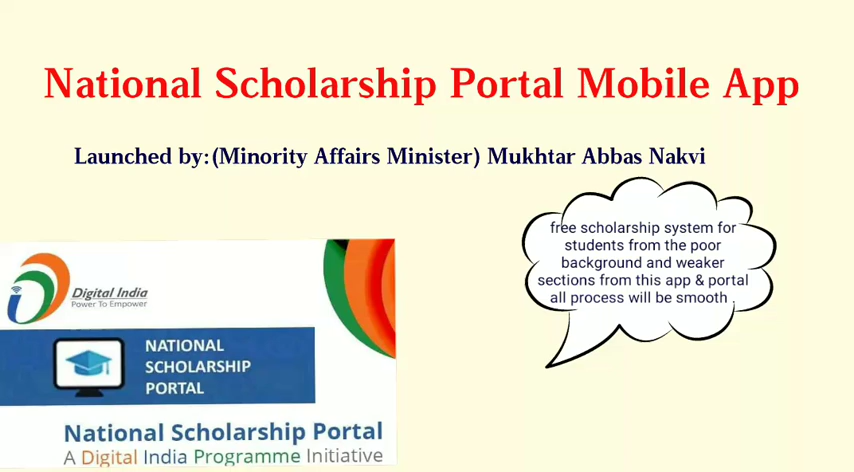 National Scholarship Portal Mobile App
Launched by:(Minority Affairs Minister) Mukhtar Abbas Nakvi
free scholarship system for
students from the poor
background and weaker
sections from this app & portal
all process will be smooth .
Digital India
Power To Empower
NATIONAL
SCHOLARSHIP
PORTAL
National Scholarship Portal
A Digital India Programme Initiative